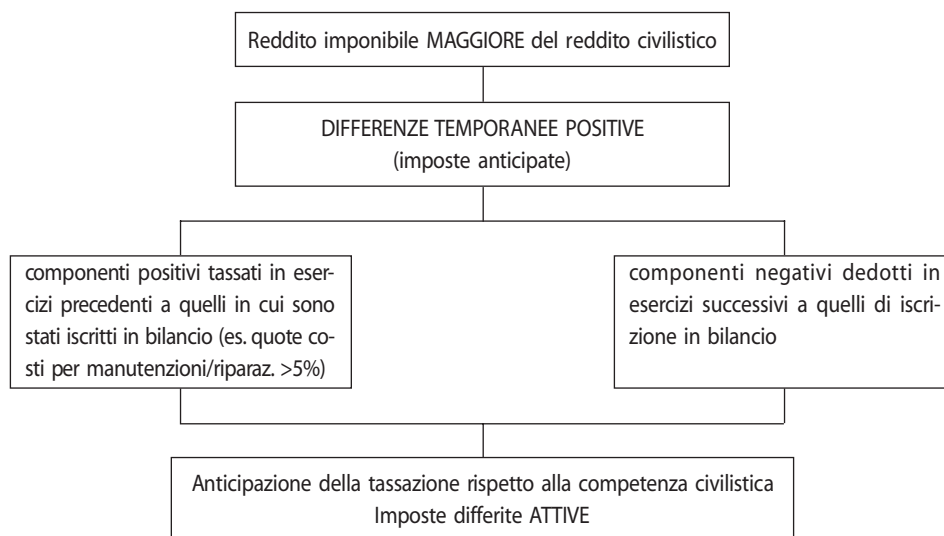 Reddito imponibile MAGGIORE del reddito civilistico
DIFFERENZE TEMPORANEE POSITIVE
(imposte anticipate)
componenti positivi tassati in eser-
cizi precedenti a quelli in cui sono
stati iscritti in bilancio (es. quote co-
sti per manutenzioni/riparaz. >5%)
componenti negativi dedotti in
esercizi successivi a quelli di iscri-
zione in bilancio
Anticipazione della tassazione rispetto alla competenza civilistica
Imposte differite ATTIVE